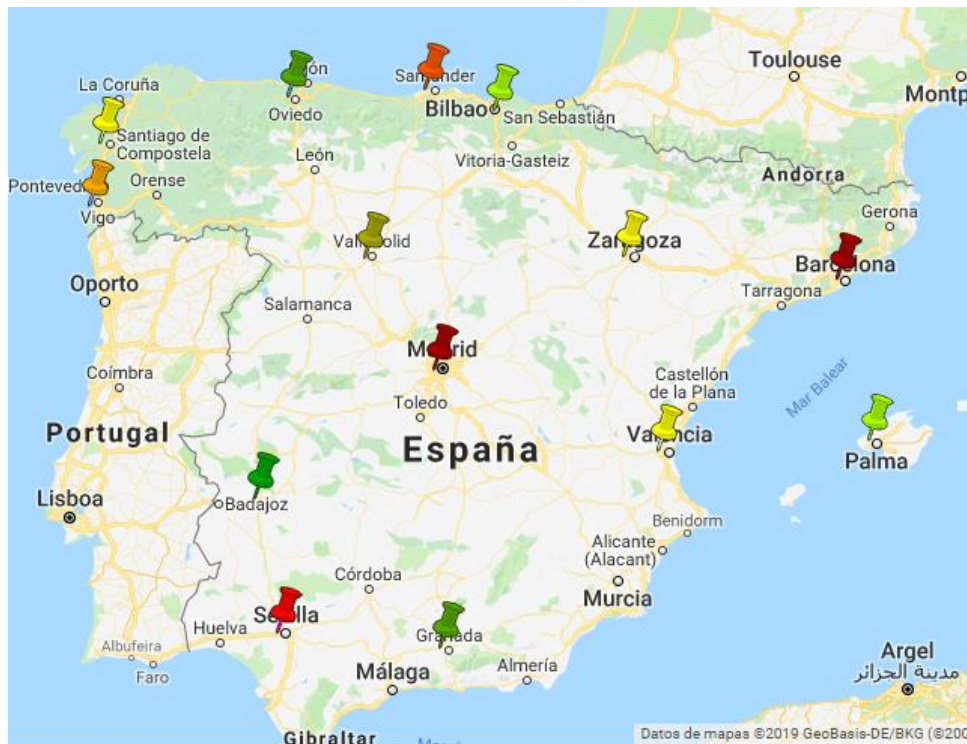 Toulouse
La Coruña
Oviedo
Bilbao
Montp
San Sebastián
Santiago de
Compostela
León
Vitoria-Gasteiz
Andorra
Orense
Vigo
Gerona
Oporto
Salamanca
Tarragona
Coímbra
Toledo
Castellón
de la Plana
Mar Balear
Portugal
España
Palma
Lisboa
Badajoz
Benidorm
Alicante
(Alacant)
Córdoba
Murcia
Huelva
Granada
Albufeira
Faro
Málaga
Almería
Argel
مدينة الجزائر
Gibraltar
Datos de mapas ©2019 GeoBasis-DE/BKG (©200